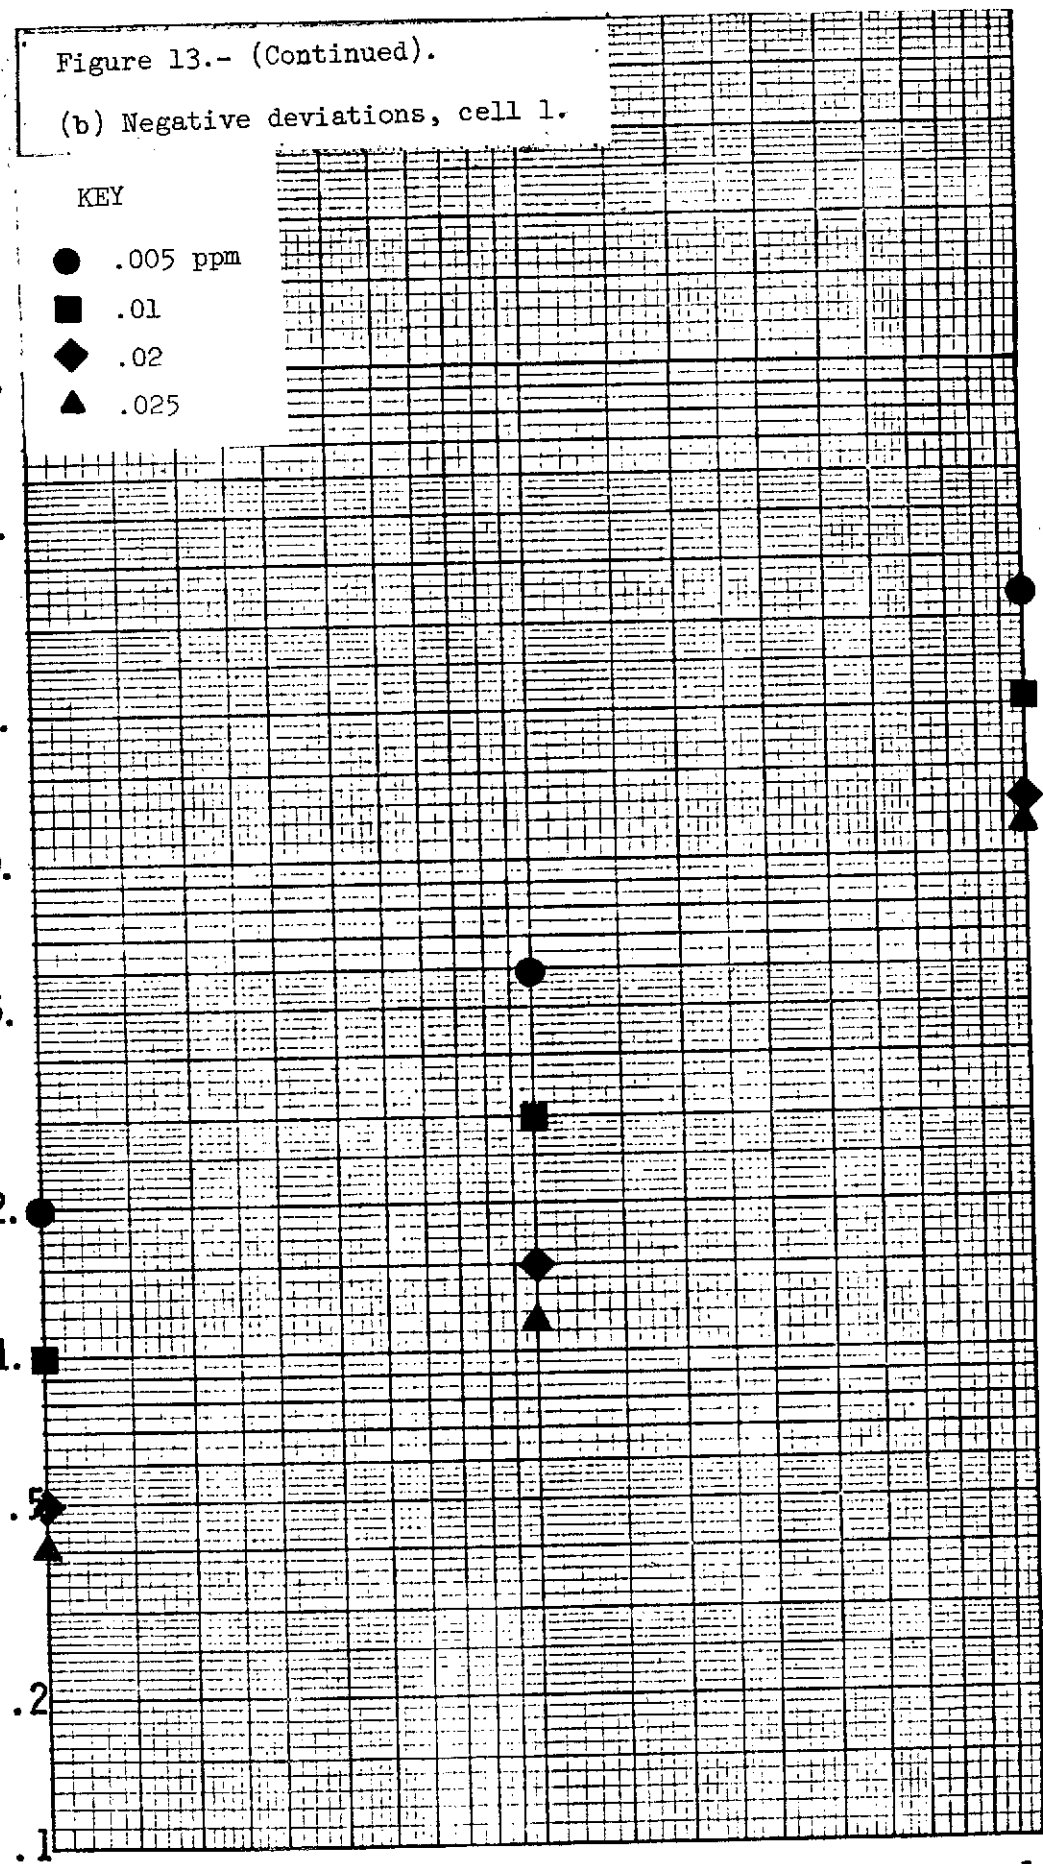 Figure 13.- (Continued).
(b) Negative deviations, cell 1.
KEY
.005 ppm
.01
.02
.025
2.
1.
.5
.2
.1